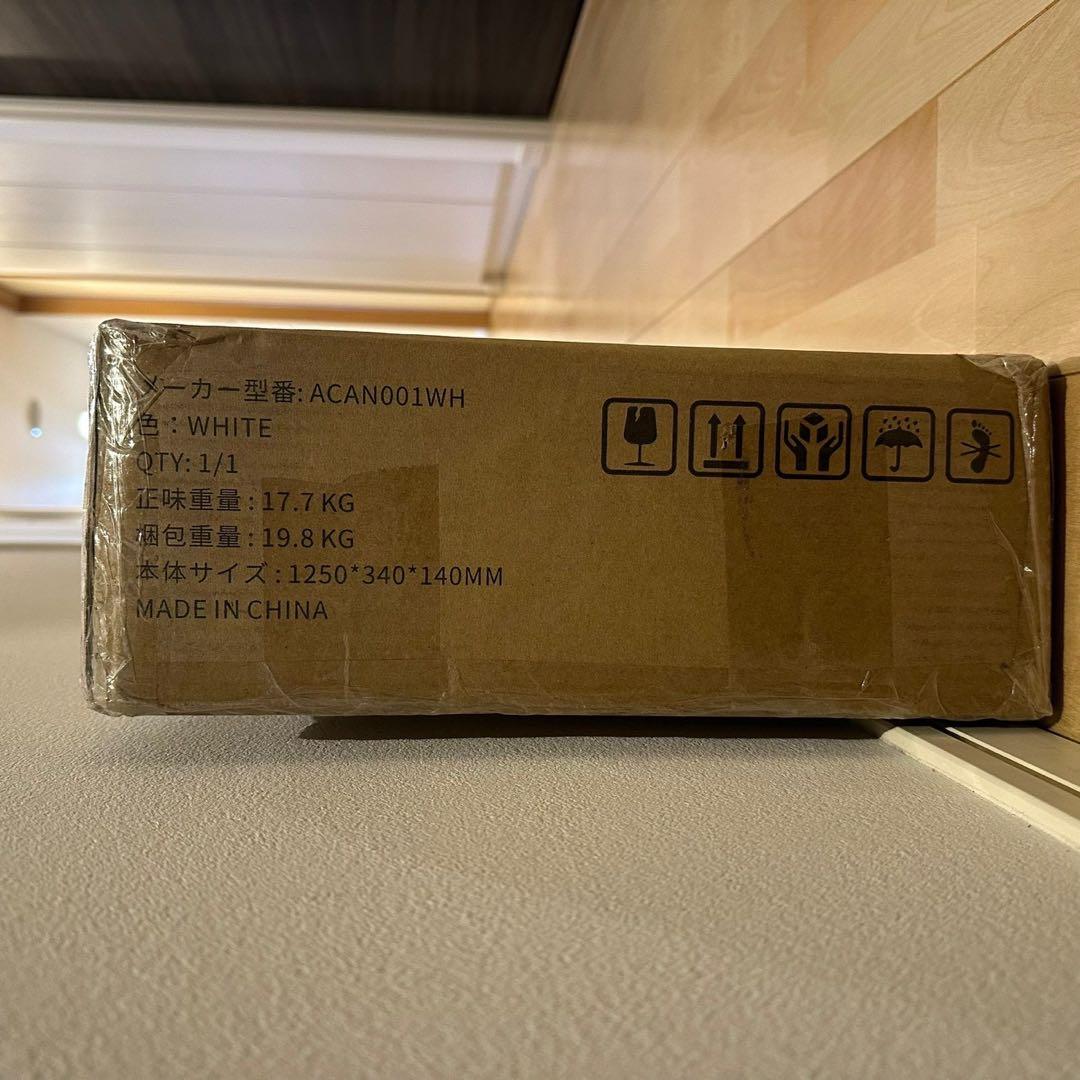 メーカー型番: ACAN001WH
色：WHITE
QTY: 1/1
正味重量 : 17.7 KG
梱包重量 : 19.8 KG
本体サイズ : 1250*340*140MM
MADE IN CHINA